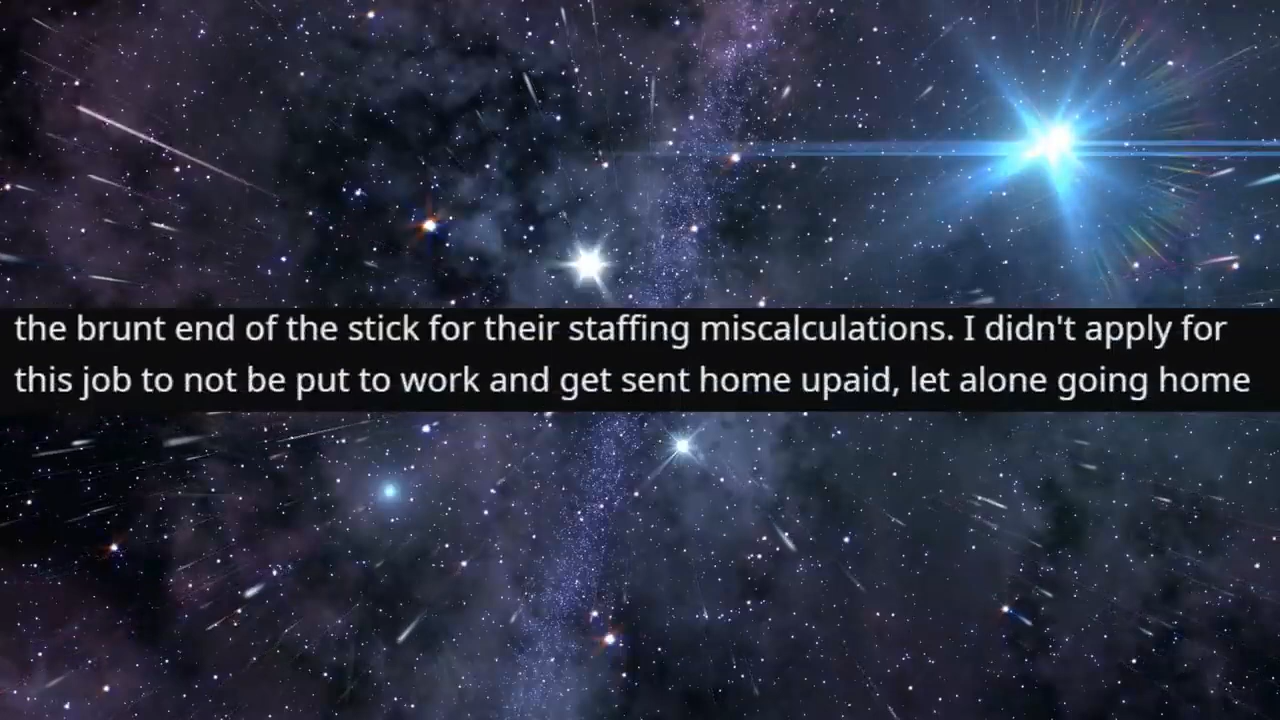 the brunt end of the stick for their staffing miscalculations. I didn't apply for
this job to not be put to work and get sent home upaid, let alone going home